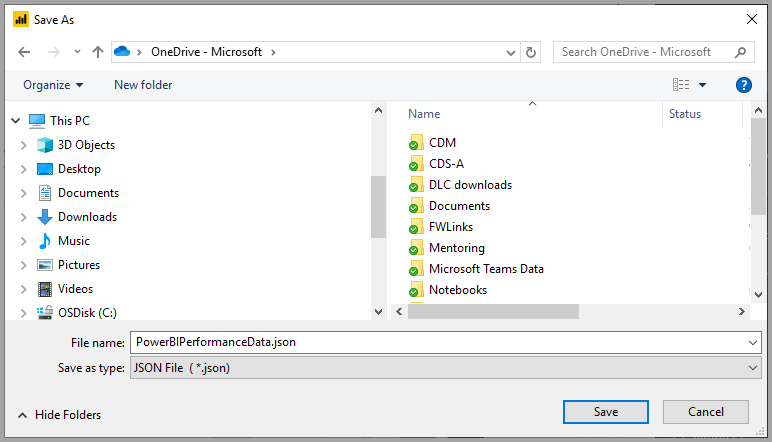 Save As
OneDrive - Microsoft
Search OneDrive - Microsoft
Organize
New folder
?
This PC
3D Objects
Desktop
Documents
Downloads
Music
Pictures
Videos
OSDisk (C:)
Name
Status
CDM
CDS-A
DLC downloads
Documents
FWLinks
Mentoring
Microsoft Teams Data
Notebooks
File name:
PowerBIPerformanceData.json
Save as type:
JSON File ( *.json)
Hide Folders
Save
Cancel